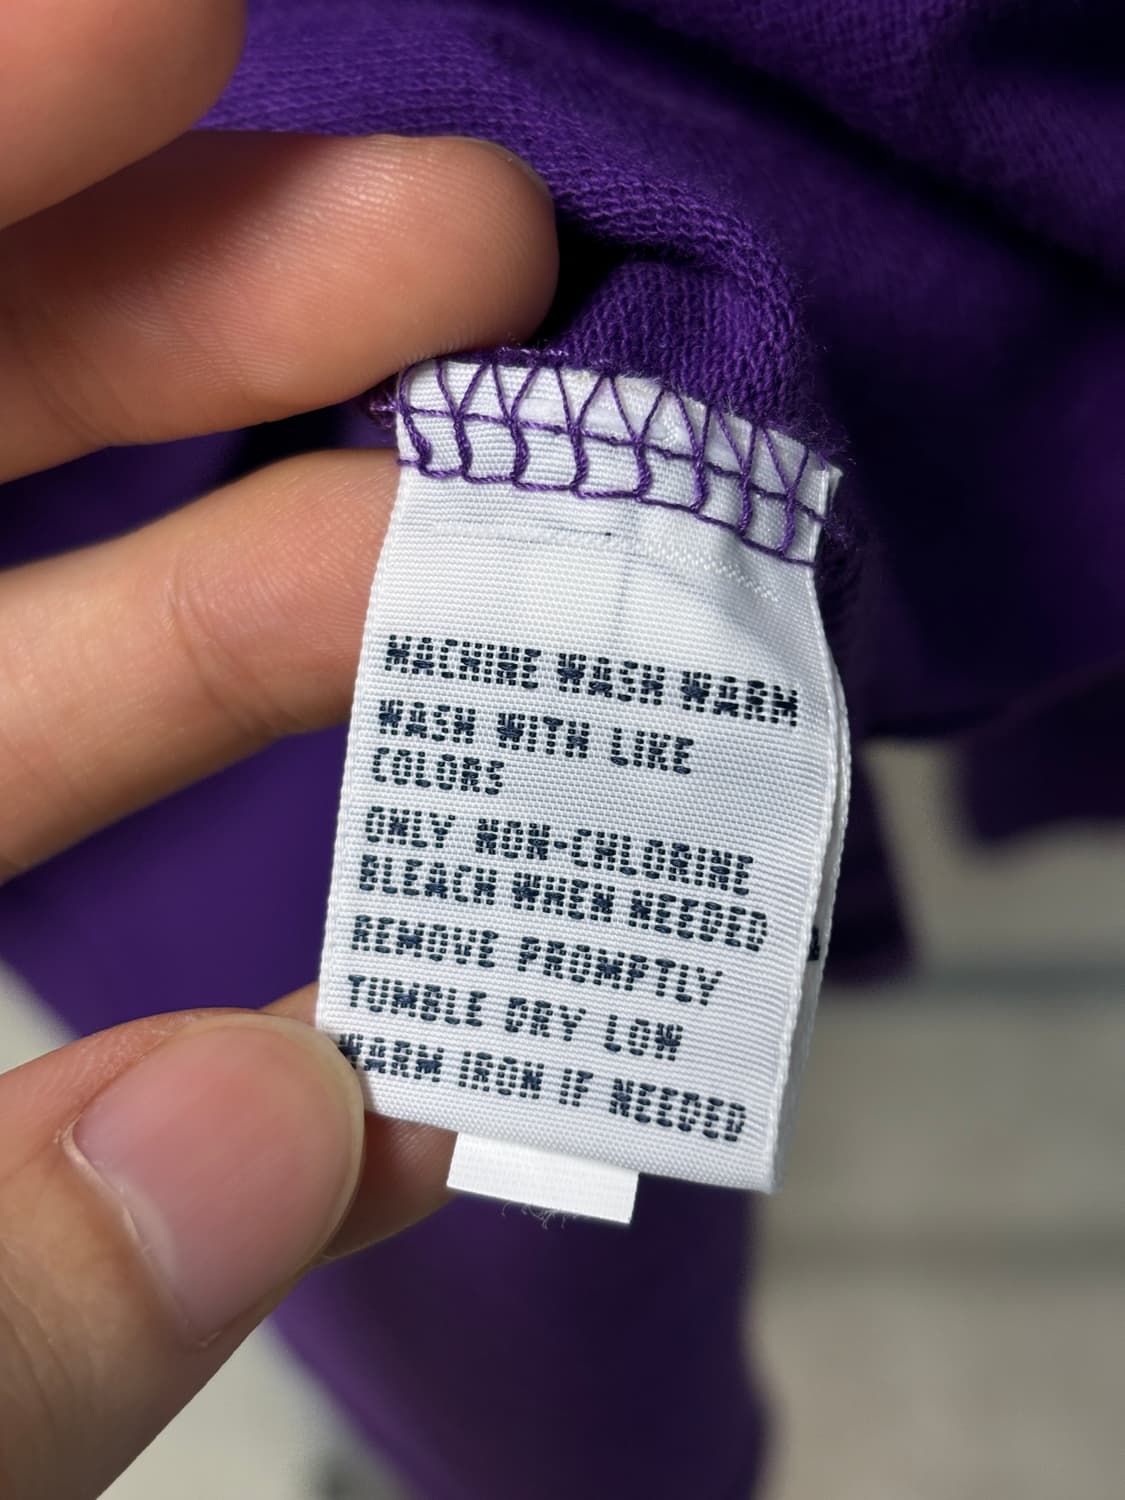 MACHINE WASH WARM
WASH WITH LIKE
COLORS
ONLY NON-CHLORINE
BLEACH WHEN NEEDED
REMOVE PROMPTLY
TUMBLE DRY LOW
WARM IRON IF NEEDED